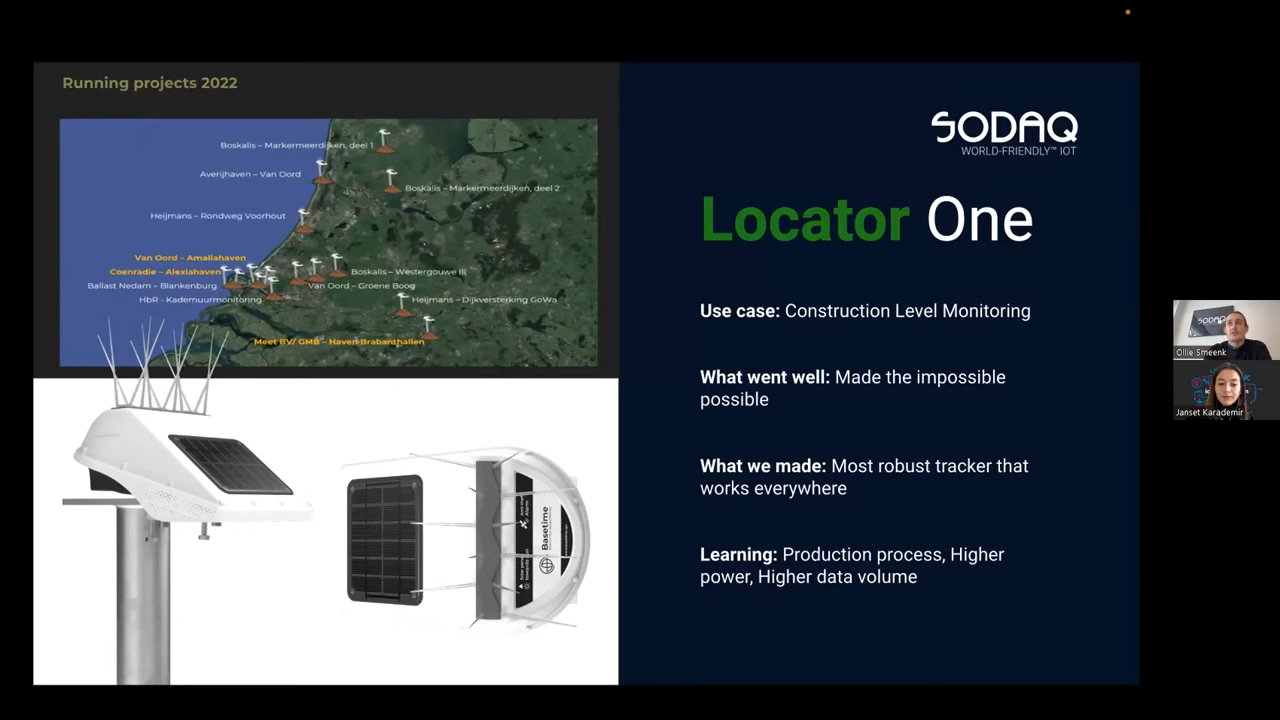 Running projects 2022
Boskalis – Markermeerdijken, deel 1
Averijhaven – Van Oord
Boskalis – Markermeerdijken, deel 2
Heijmans – Rondweg Voorhout
Van Oord – Amaliahaven
Coenradie – Alexiahaven
Boskalis – Westergouwe III
Ballast Nedam – Blankenburg
Van Oord – Groene Boog
HbR - Kademuurmonitoring
Heijmans – Dijkversterking GoWa
Meet BV/ GMB – Haven Brabanthallen
Basetime
SODAQ
WORLD-FRIENDLY™ IOT
Locator One
Use case: Construction Level Monitoring
What went well: Made the impossible
possible
What we made: Most robust tracker that
works everywhere
Learning: Production process, Higher
power, Higher data volume
SODAQ
Ollie Smeenk
Janset Karademir